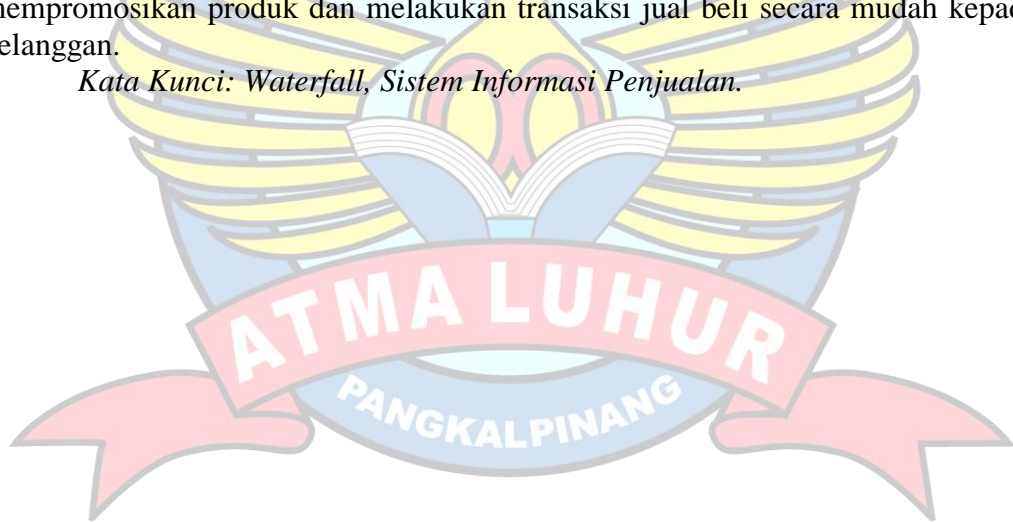 mempromosikan produk dan melakukan transaksi jual beli secara mudah
pelanggan.
Kata Kunci: Waterfall, Sistem Informasi Penjualan.
ATMA LUHUR
PANGKALPINANG